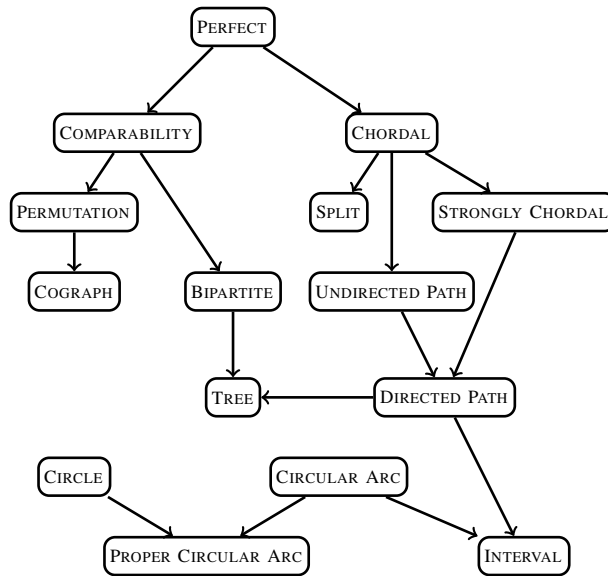 PERFECT
COMPARABILITY
CHORDAL
PERMUTATION
SPLIT
STRONGLY CHORDAL
COGRAPH
BIPARTITE
UNDIRECTED PATH
TREE
DIRECTED PATH
CIRCLE
CIRCULAR ARC
PROPER CIRCULAR ARC
INTERVAL